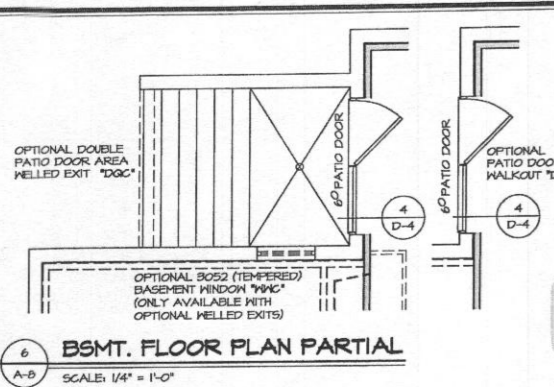 OPTIONAL DOUBLE
PATIO DOOR AREA
WELLED EXIT "DQC"
6⁰ PATIO DOOR
4
D-4
6⁰ PATIO DOOR
OPTIONAL
PATIO DOO
WALKOUT "D
4
D-4
OPTIONAL 3052 (TEMPERED)
BASEMENT WINDOW "WWC"
(ONLY AVAILABLE WITH
OPTIONAL WELLED EXITS)
6
A-8
BSMT. FLOOR PLAN PARTIAL
SCALE: 1/4" = 1'-0"